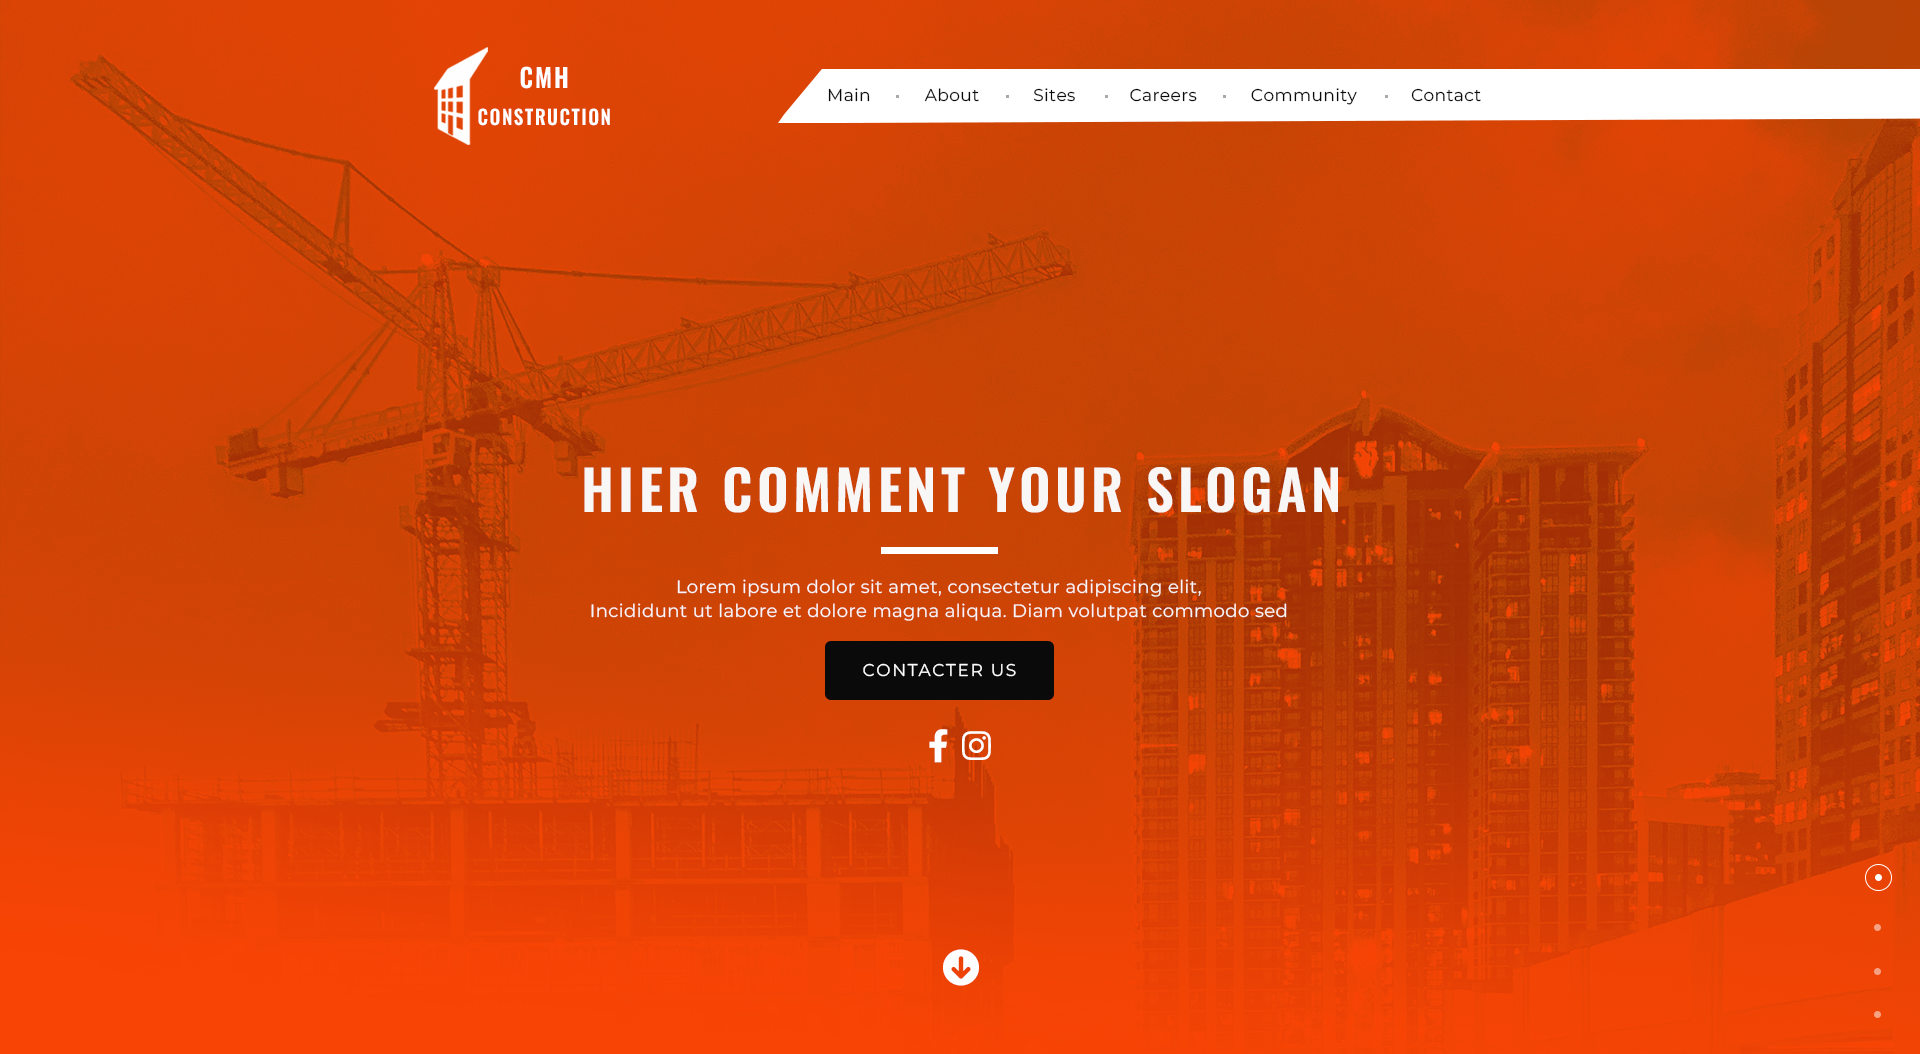 CMH
CONSTRUCTION
Main
About
Sites
Careers
Community
Contact
HIER COMMENT YOUR SLOGAN
Lorem ipsum dolor sit amet, consectetur adipiscing elit,
Incididunt ut labore et dolore magna aliqua. Diam volutpat commodo sed
CONTACTER US